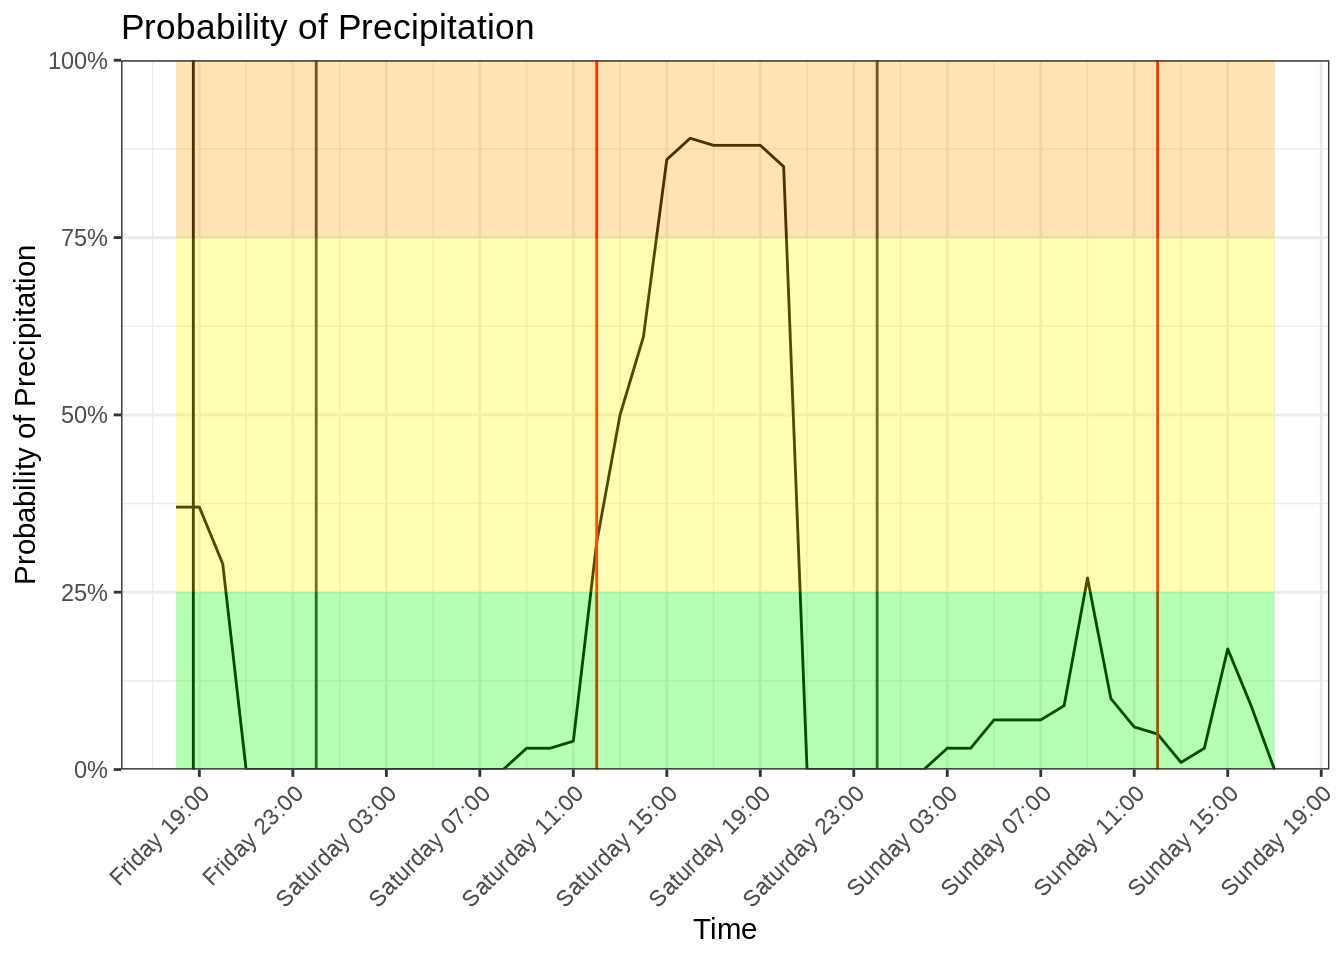 Probability of Precipitation
Probability of Precipitation
100%
75%
50%
25%
0%
Friday 19:00
Friday 23:00
Saturday 03:00
Saturday 07:00
Saturday 11:00
Saturday 15:00
Saturday 19:00
Saturday 23:00
Sunday 03:00
Sunday 07:00
Sunday 11:00
Sunday 15:00
Sunday 19:00
Time